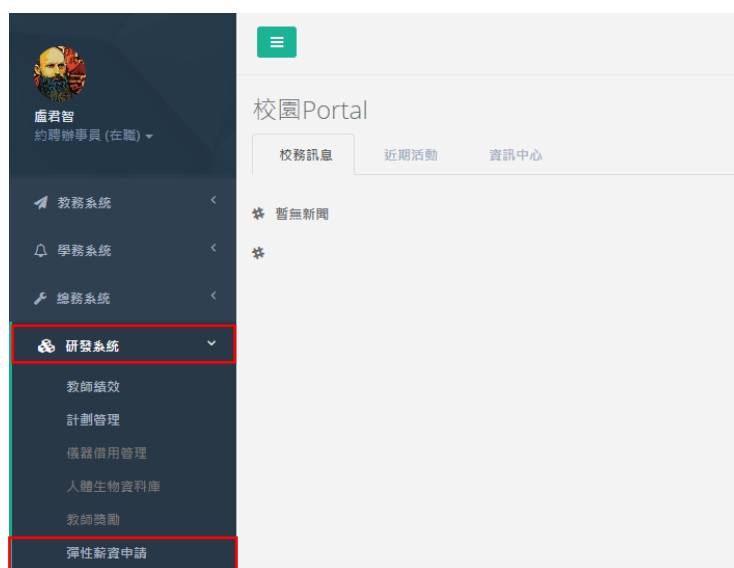 盧君智
約聘辦事員 (在職)
教務系統
學務系統
總務系統
研發系統
教師績效
計劃管理
儀器借用管理
人體生物資料庫
教師獎勵
彈性薪資申請
校園Portal
校務訊息 近期活動 資訊中心
暫無新聞